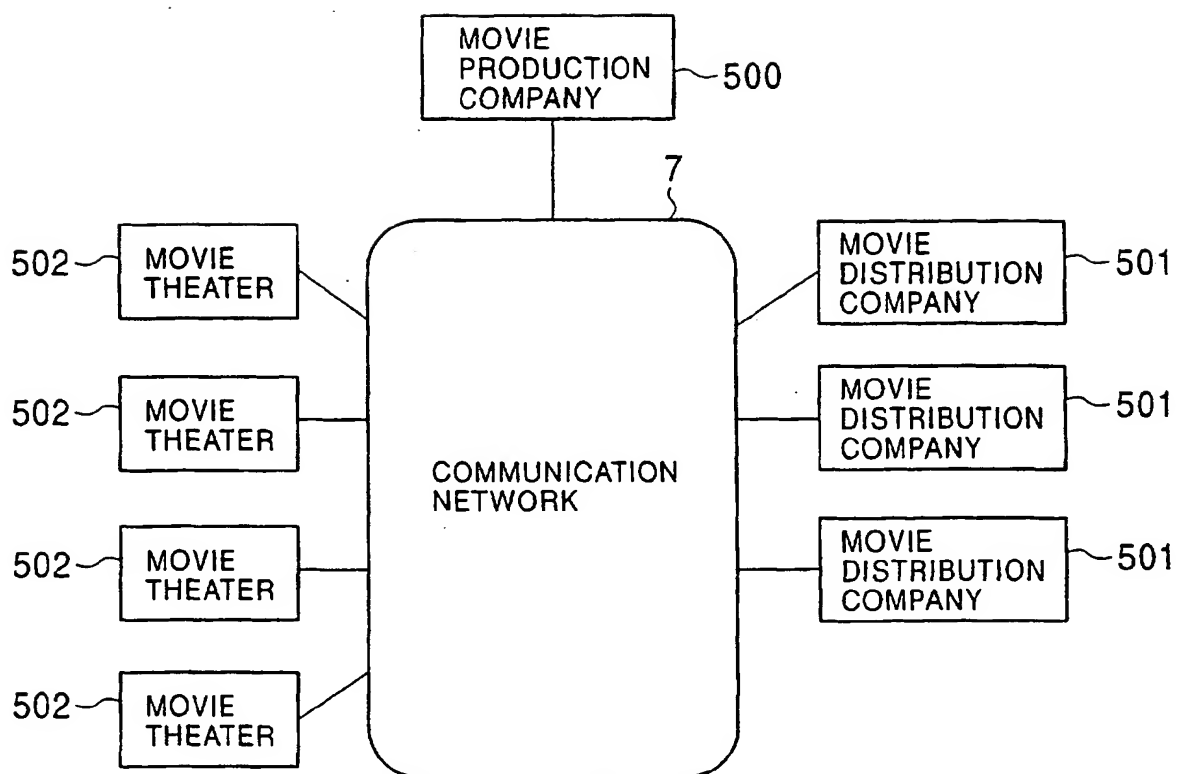 MOVIE
PRODUCTION
COMPANY
500
7
502
MOVIE
THEATER
MOVIE
DISTRIBUTION
COMPANY
501
502
MOVIE
THEATER
MOVIE
DISTRIBUTION
COMPANY
501
COMMUNICATION
NETWORK
502
MOVIE
THEATER
MOVIE
DISTRIBUTION
COMPANY
501
502
MOVIE
THEATER